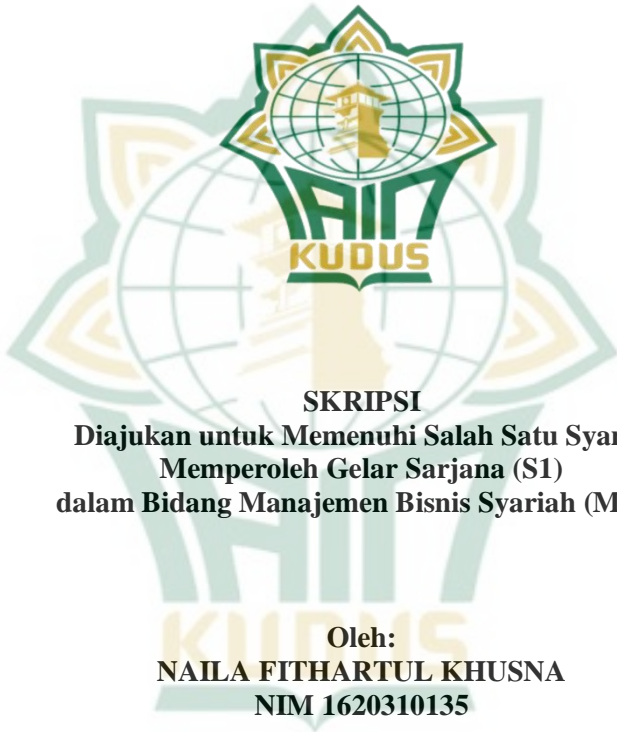 IAIN
KUDUS
SKRIPSI
Diajukan untuk Memenuhi Salah Satu
Memperoleh Gelar Sarjana (S1)
dalam Bidang Manajemen Bisnis Syariah
Oleh:
NAILA FITHARTUL KHUSNA
NIM 1620310135